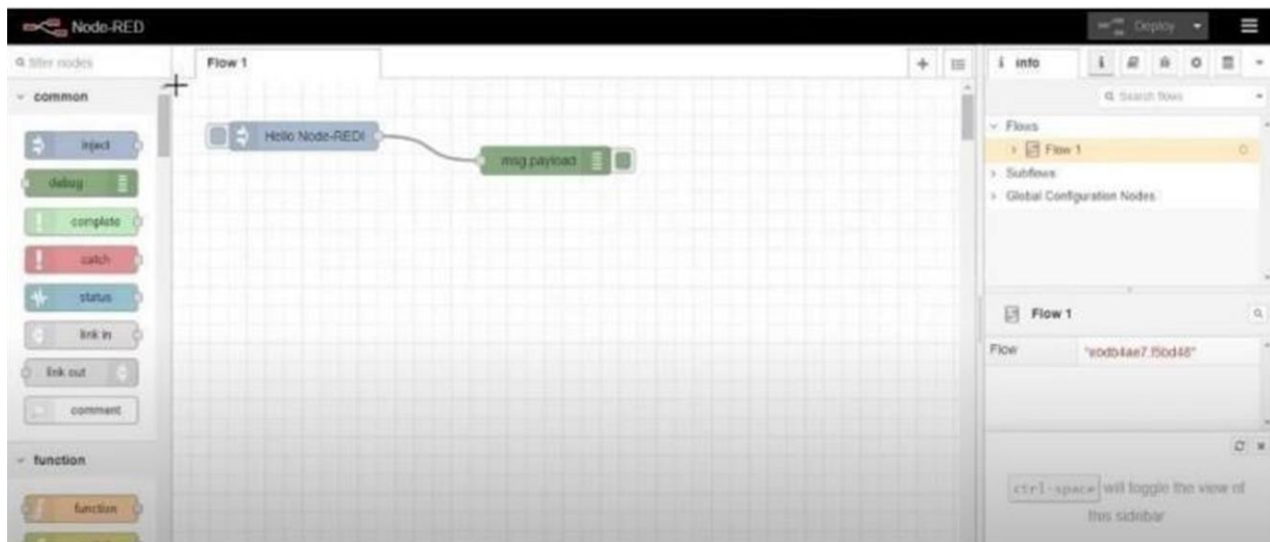 Node-RED
Deploy
filter nodes
Flow 1
info
common
Search flows
inject
Hello Node-RED!
msg.payload
Flows
Flow 1
Subflows
Global Configuration Nodes
debug
complete
catch
status
link in
link out
comment
Flow 1
Flow
function
function
ctrl-space will toggle the view of
this sidebar